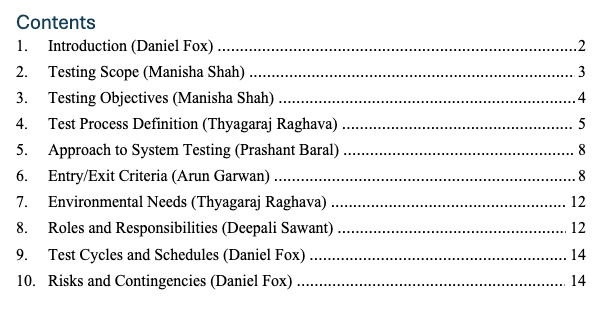 Contents
1. Introduction (Daniel Fox) ........................................................................................ 2
2. Testing Scope (Manisha Shah) ................................................................................ 3
3. Testing Objectives (Manisha Shah) ......................................................................... 4
4. Test Process Definition (Thyagaraj Raghava) ......................................................... 5
5. Approach to System Testing (Prashant Baral) ......................................................... 8
6. Entry/Exit Criteria (Arun Garwan) .......................................................................... 8
7. Environmental Needs (Thyagaraj Raghava) ........................................................... 12
8. Roles and Responsibilities (Deepali Sawant) ......................................................... 12
9. Test Cycles and Schedules (Daniel Fox) ................................................................ 14
10. Risks and Contingencies (Daniel Fox) ................................................................... 14